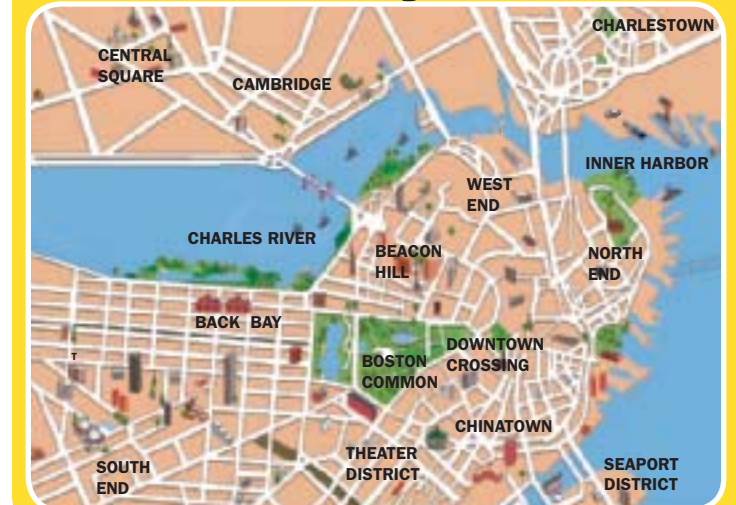 CHARLESTOWN
CENTRAL
SQUARE
CAMBRIDGE
INNER HARBOR
WEST
END
CHARLES RIVER
BEACON
HILL
NORTH
END
BACK BAY
DOWNTOWN
CROSSING
BOSTON
COMMON
T
CHINATOWN
THEATER
DISTRICT
SOUTH
END
SEAPORT
DISTRICT